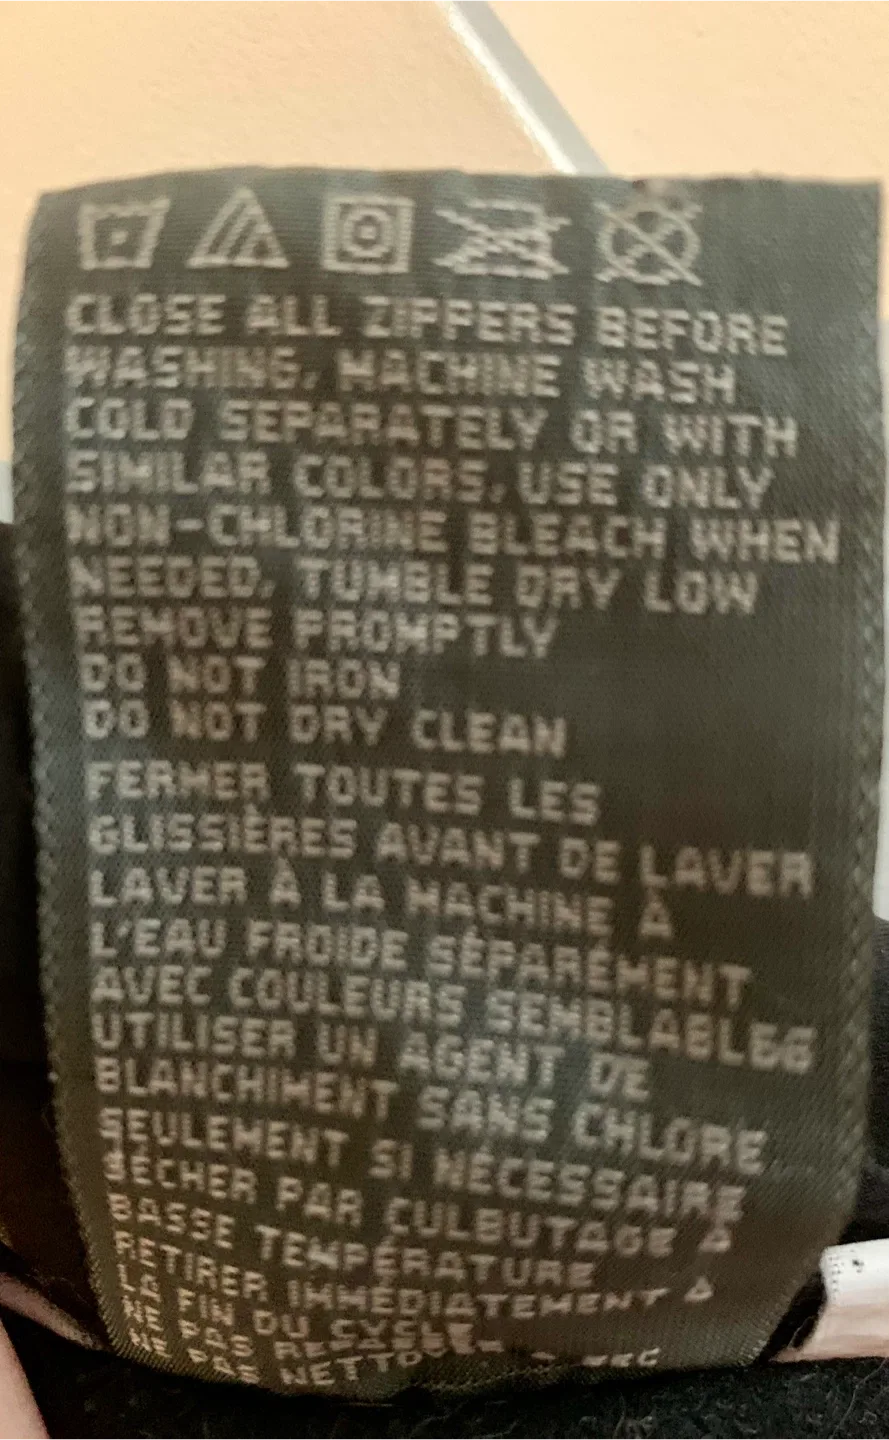 CLOSE ALL ZIPPERS BEFORE
WASHING, MACHINE WASH
COLD SEPARATELY OR WITH
SIMILAR COLORS, USE ONLY
NON-CHLORINE BLEACH WHEN
NEEDED, TUMBLE DRY LOW
REMOVE PROMPTLY
DO NOT IRON
DO NOT DRY CLEAN
FERMER TOUTES LES
GLISSIÈRES AVANT DE LAVER
LAVER À LA MACHINE À
L'EAU FROIDE SÉPARÉMENT
AVEC COULEURS SEMBLABLES
UTILISER UN AGENT DE
BLANCHIMENT SANS CHLORE
SEULEMENT SI NÉCESSAIRE
SÉCHER PAR CULBUTAGE À
BASSE TEMPÉRATURE
RETIRER IMMÉDIATEMENT À
LA FIN DU CYCLE
NE PAS REPASSER
NE PAS NETTOYER À SEC